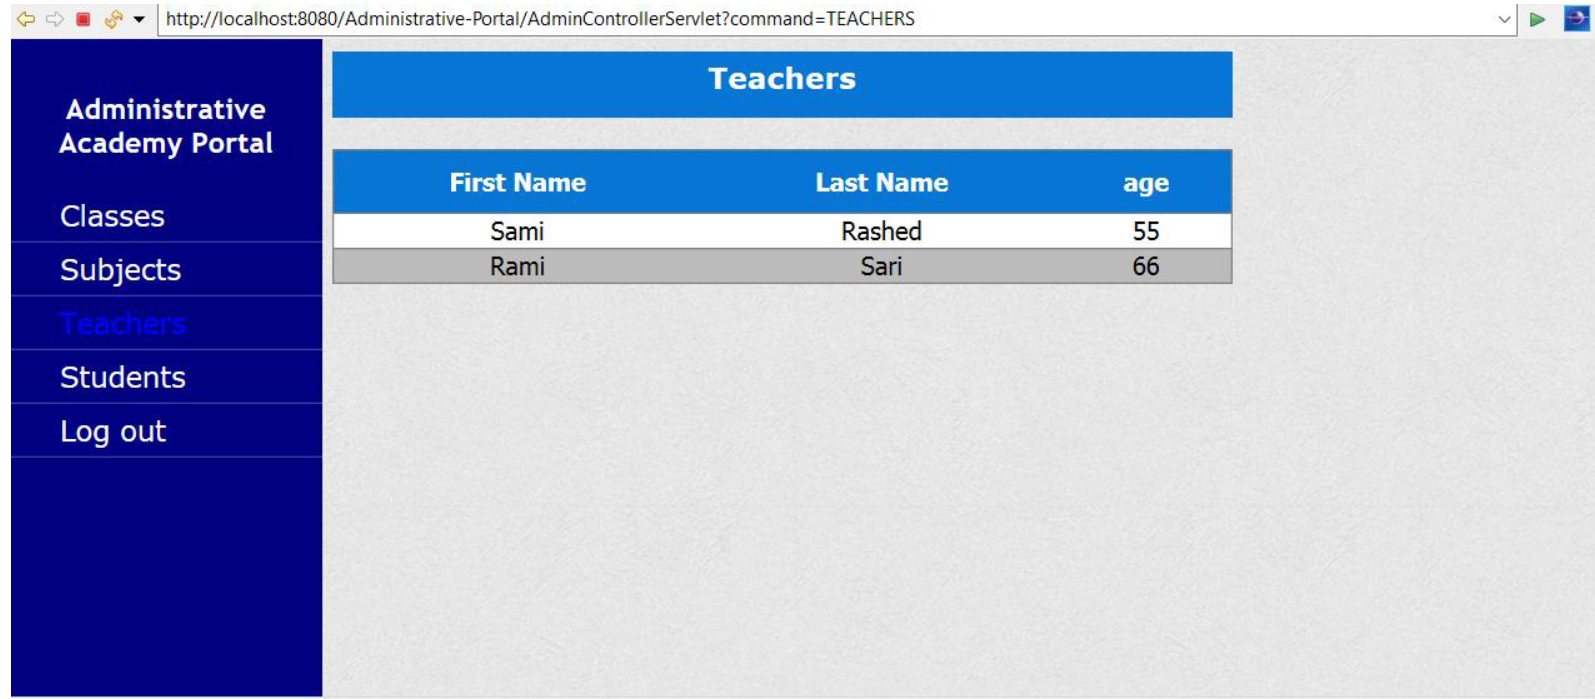 http://localhost:8080/Administrative-Portal/AdminControllerServlet?command=TEACHERS
Administrative
Academy Portal
Classes
Subjects
Teachers
Students
Log out
Teachers
First Name Last Name age
Sami Rashed 55
Rami Sari 66